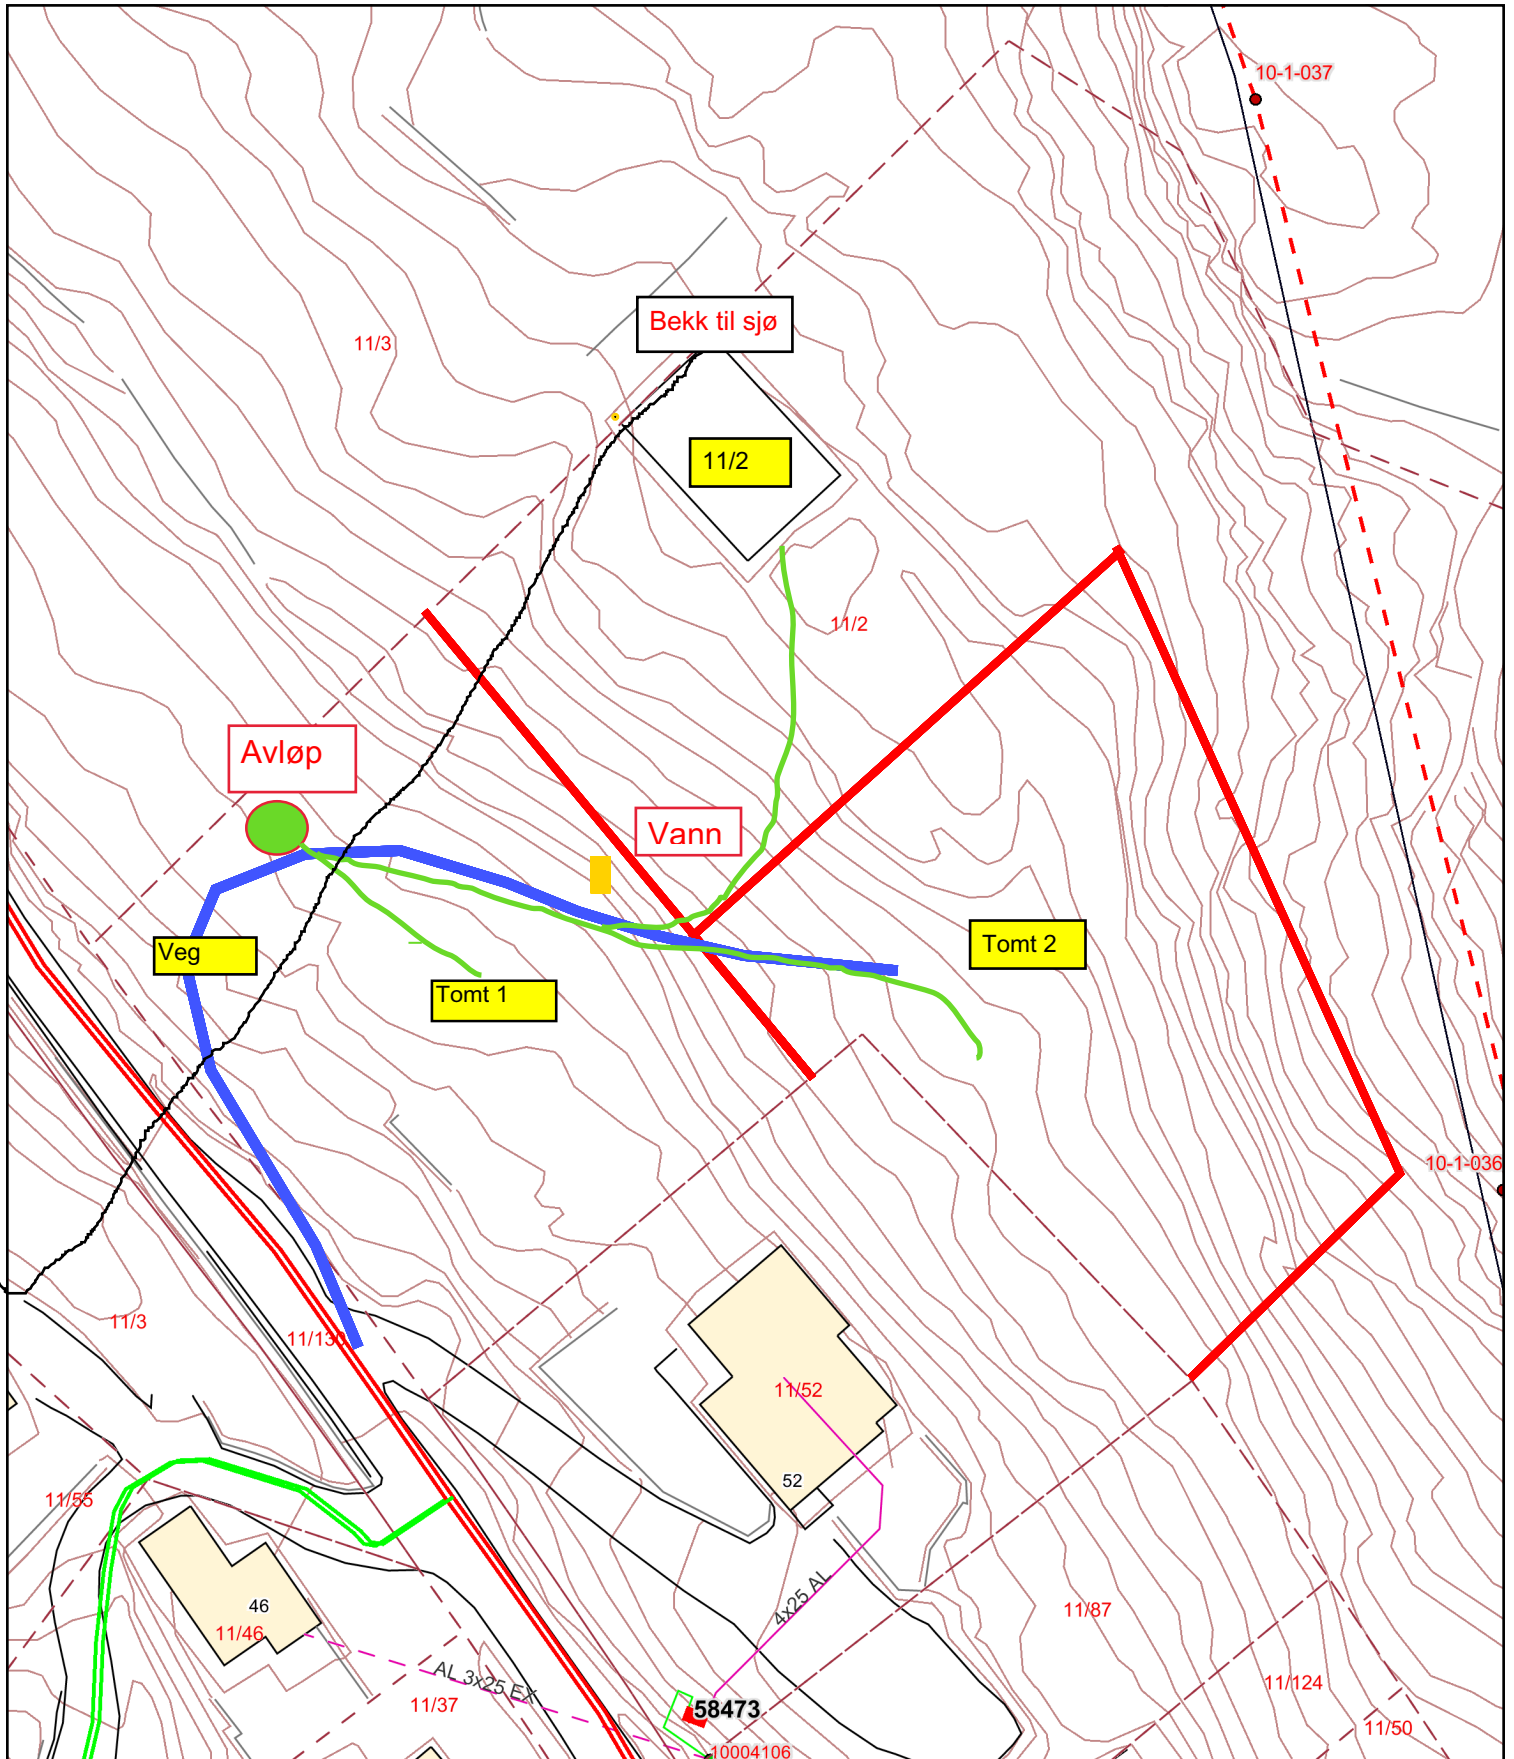 10-1-037
Bekk til sjø
11/3
11/2
11/2
Avløp
Vann
Veg
Tomt 2
Tomt 1
10-1-036
11/3
11/130
11/52
52
11/55
46
11/46
4x25 AL
11/87
AL 3x25 EX
11/37
58473
11/124
11/50
10004106